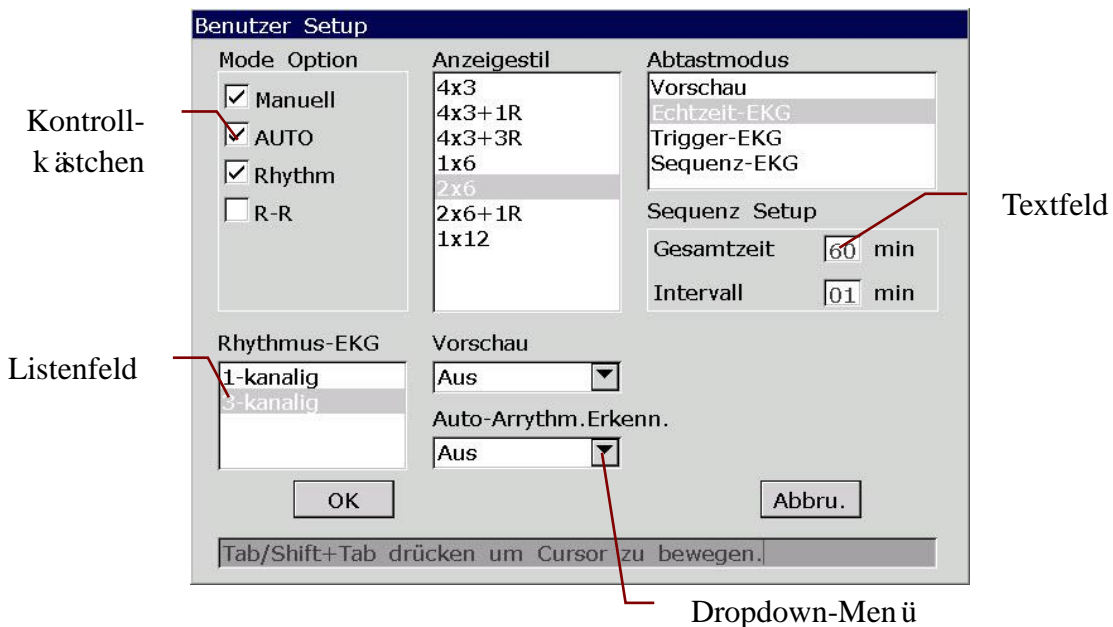 Benutzer Setup
Mode Option
Manuell
AUTO
Rhythm
R-R
Anzeigestil
4x3
4x3+1R
4x3+3R
1x6
2x6
2x6+1R
1x12
Abtastmodus
Vorschau
Echtzeit-EKG
Trigger-EKG
Sequenz-EKG
Sequenz Setup
Gesamtzeit 60 min
Intervall 01 min
Rhythmus-EKG
1-kanalig
3-kanalig
Vorschau
Aus
Auto-Arrythm.Erkenn.
Aus
OK
Abbru.
Tab/Shift+Tab drücken um Cursor zu bewegen.
Kontroll-
kästchen
Textfeld
Listenfeld
Dropdown-Menü